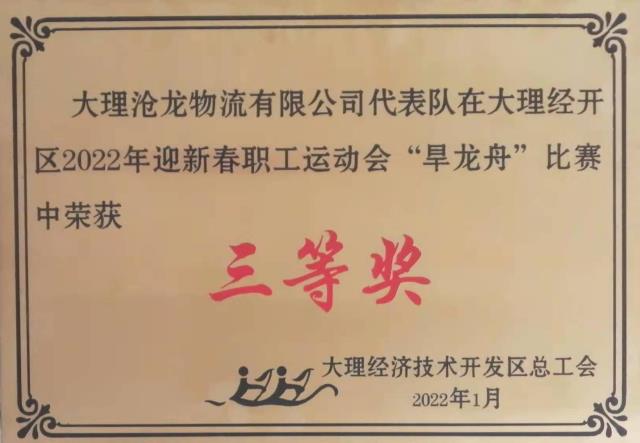 大理沧龙物流有限公司代表队在大理经开
区2022年迎新春职工运动会“旱龙舟”比赛
中荣获
三等奖
大理经济技术开发区总工会
2022年1月